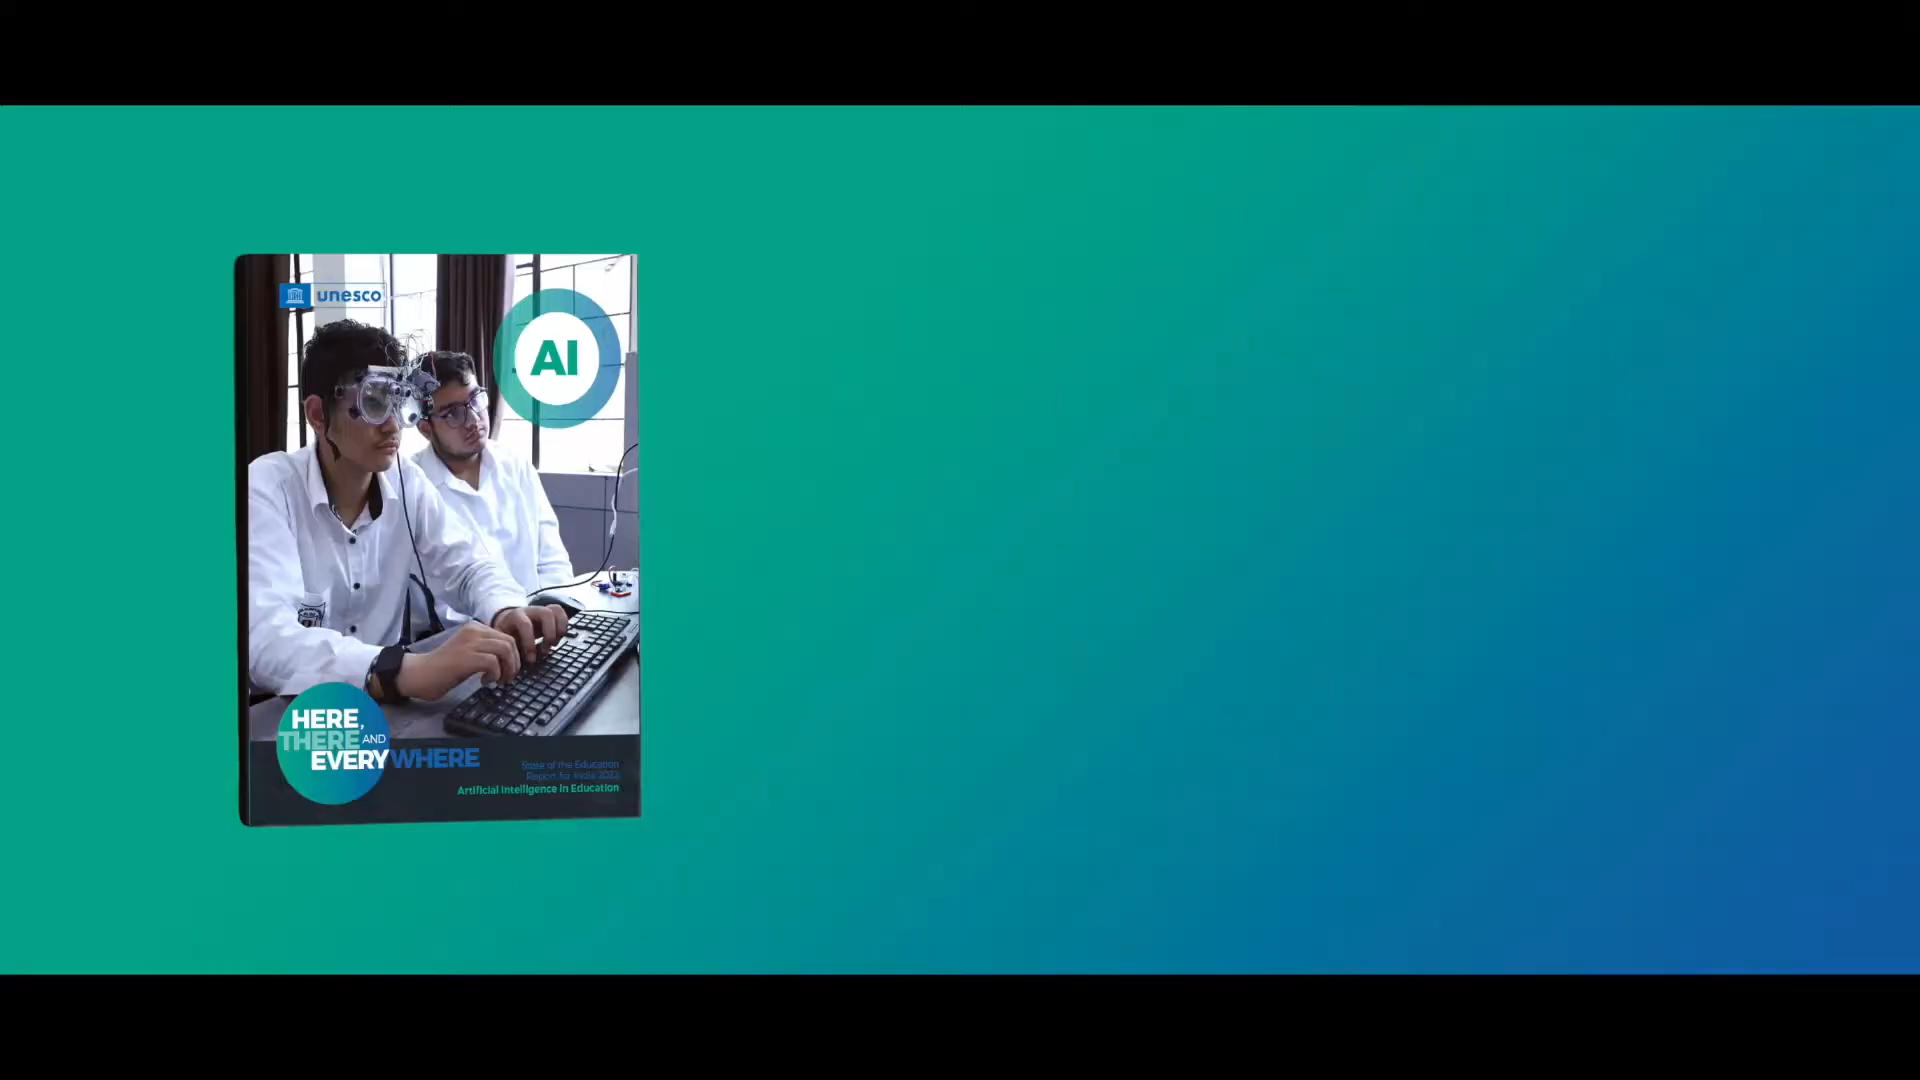 unesco
AI
HERE,
THERE AND
EVERYWHERE
State of the Education
Report for India 2022
Artificial Intelligence in Education